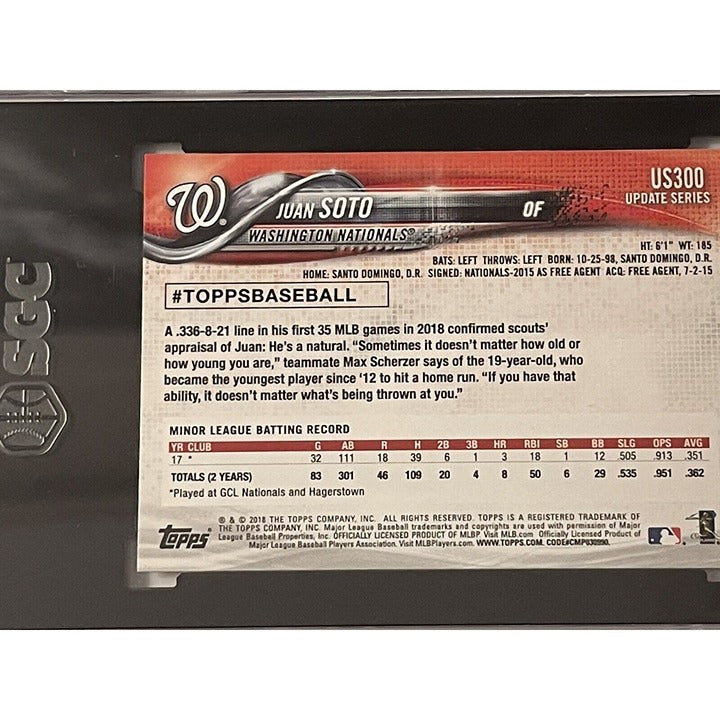 SGC
W
US300
UPDATE SERIES
JUAN SOTO OF
WASHINGTON NATIONALS®
HT: 6'1" WT: 185
BATS: LEFT THROWS: LEFT BORN: 10-25-98, SANTO DOMINGO, D.R.
HOME: SANTO DOMINGO, D.R. SIGNED: NATIONALS-2015 AS FREE AGENT ACQ: FREE AGENT, 7-2-15
#TOPPSBASEBALL
A .336-8-21 line in his first 35 MLB games in 2018 confirmed scouts'
appraisal of Juan: He's a natural. "Sometimes it doesn't matter how old or
how young you are," teammate Max Scherzer says of the 19-year-old, who
became the youngest player since '12 to hit a home run. "If you have that
ability, it doesn't matter what's being thrown at you."
MINOR LEAGUE BATTING RECORD
YR CLUB G AB R H 2B 3B HR RBI SB BB SLG OPS AVG
17 * 32 111 18 39 6 1 3 18 1 12 .505 .913 .351
TOTALS (2 YEARS) 83 301 46 109 20 4 8 50 6 29 .535 .951 .362
*Played at GCL Nationals and Hagerstown
® & © 2018 THE TOPPS COMPANY, INC. ALL RIGHTS RESERVED. TOPPS IS A REGISTERED TRADEMARK OF
THE TOPPS COMPANY, INC. Major League Baseball trademarks and copyrights are used with permission of Major
League Baseball Properties, Inc. OFFICIALLY LICENSED PRODUCT OF MLBP Visit MLB.com Officially Licensed Product of
Major League Baseball Players Association. Visit MLBPlayers.com. WWW.TOPPS.COM. CODE#CMP030990.
TOPPS